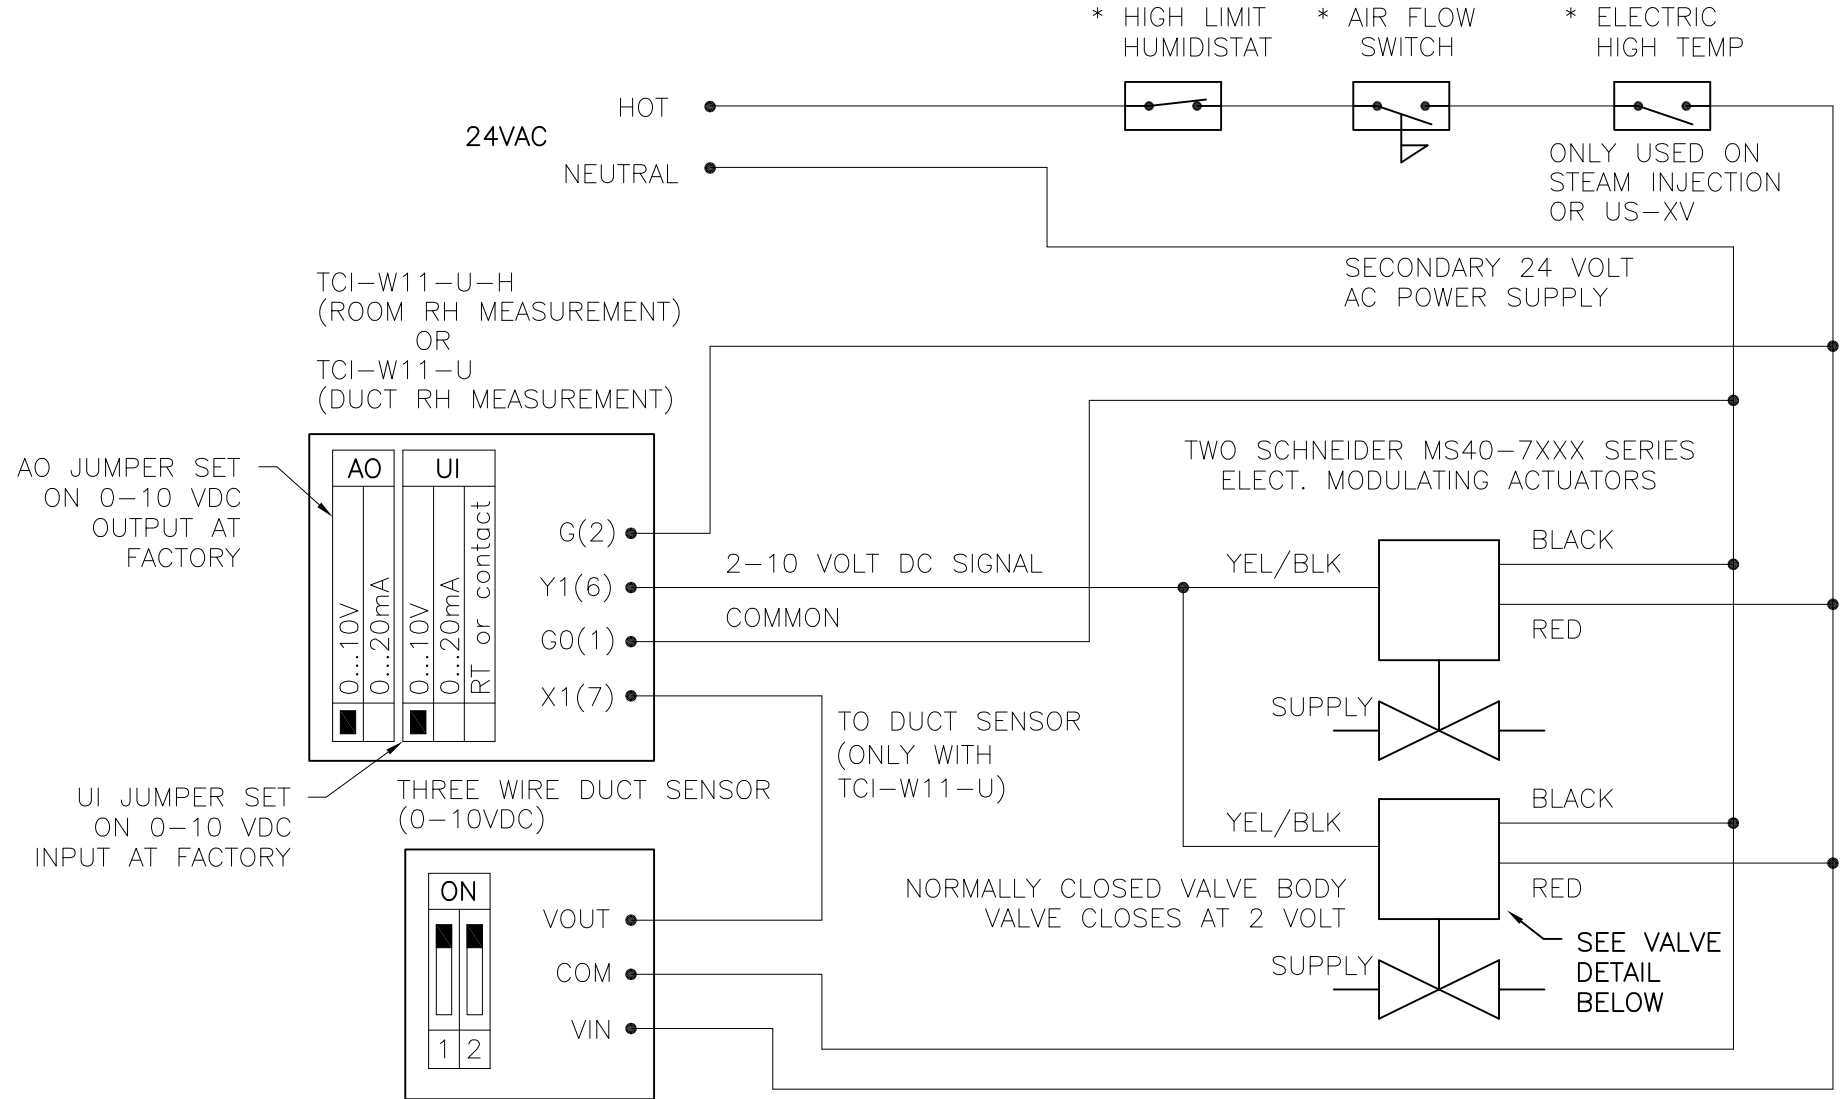 * HIGH LIMIT
HUMIDISTAT
* AIR FLOW
SWITCH
* ELECTRIC
HIGH TEMP
HOT
24VAC
NEUTRAL
ONLY USED ON
STEAM INJECTION
OR US-XV
SECONDARY 24 VOLT
AC POWER SUPPLY
TCI-W11-U-H
(ROOM RH MEASUREMENT)
OR
TCI-W11-U
(DUCT RH MEASUREMENT)
AO JUMPER SET
ON 0-10 VDC
OUTPUT AT
FACTORY
AO
UI
0...10V
0...20mA
0...10V
0...20mA
RT or contact
G(2)
Y1(6)
G0(1)
X1(7)
2-10 VOLT DC SIGNAL
COMMON
TWO SCHNEIDER MS40-7XXX SERIES
ELECT. MODULATING ACTUATORS
YEL/BLK
BLACK
RED
SUPPLY
TO DUCT SENSOR
(ONLY WITH
TCI-W11-U)
UI JUMPER SET
ON 0-10 VDC
INPUT AT FACTORY
THREE WIRE DUCT SENSOR
(0-10VDC)
ON
1 2
VOUT
COM
VIN
YEL/BLK
BLACK
RED
NORMALLY CLOSED VALVE BODY
VALVE CLOSES AT 2 VOLT
SUPPLY
SEE VALVE
DETAIL
BELOW